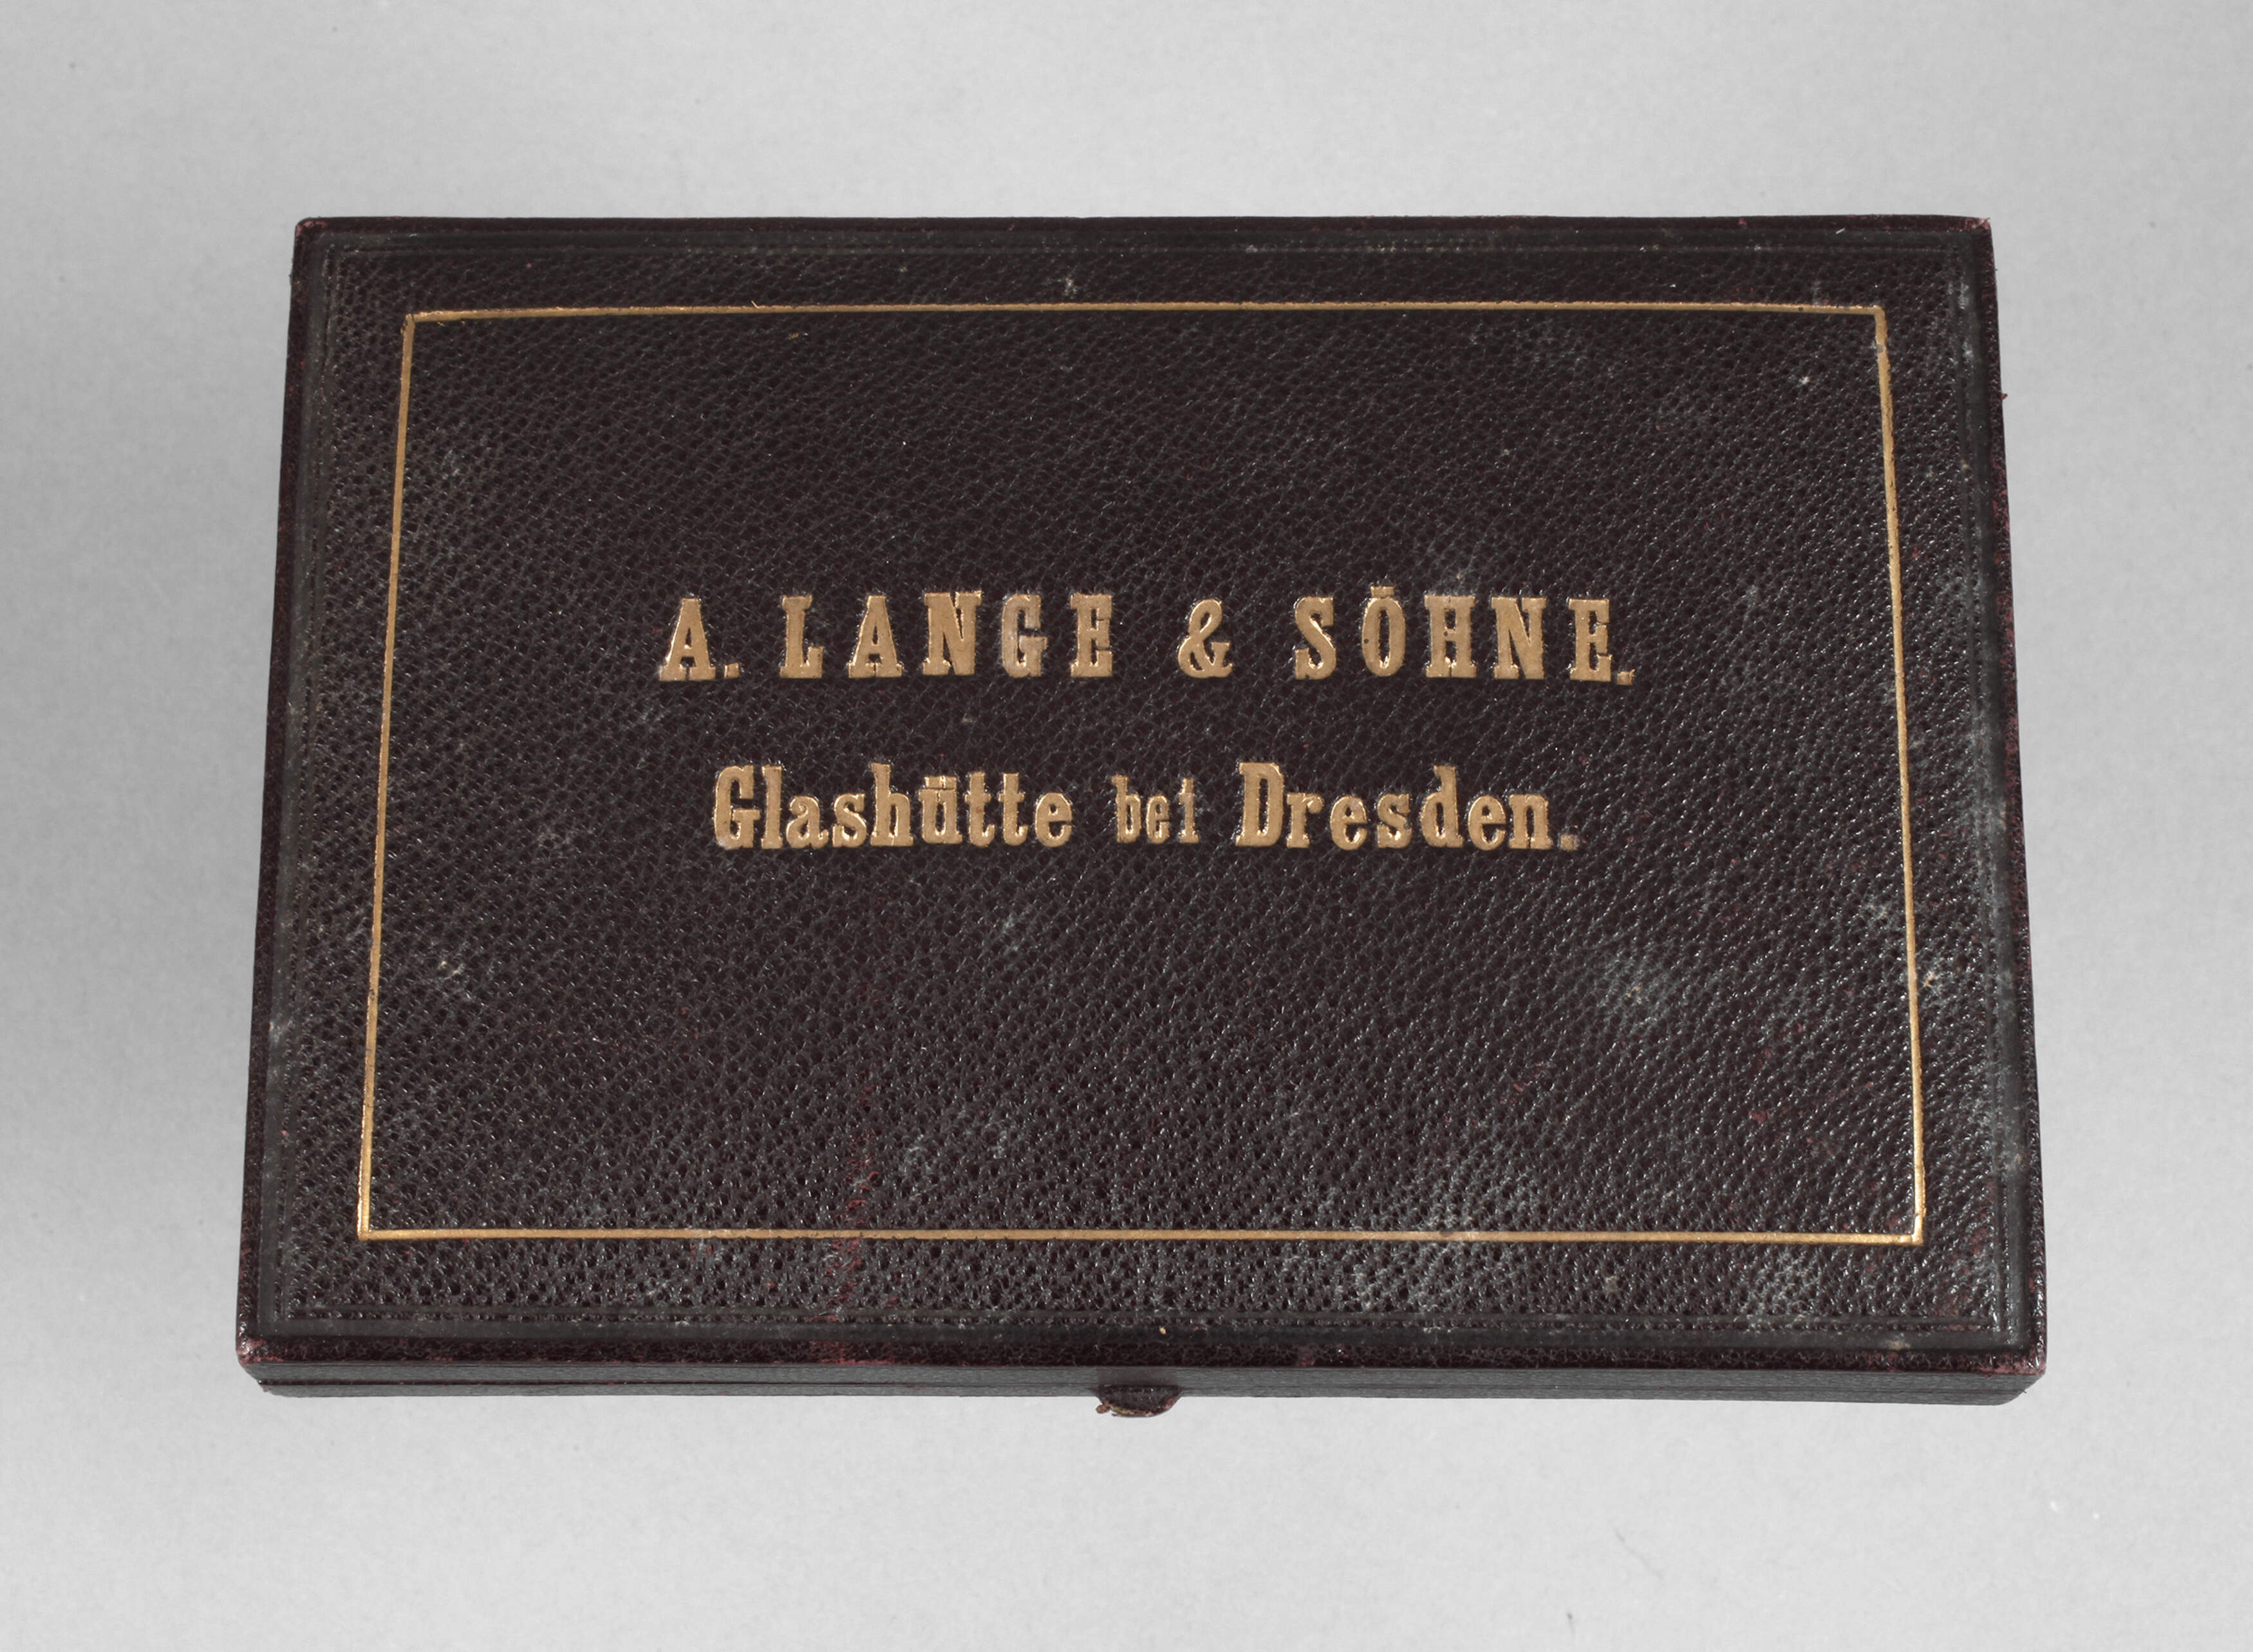 A. LANGE & SÖHNE.
Glashütte bei Dresden.